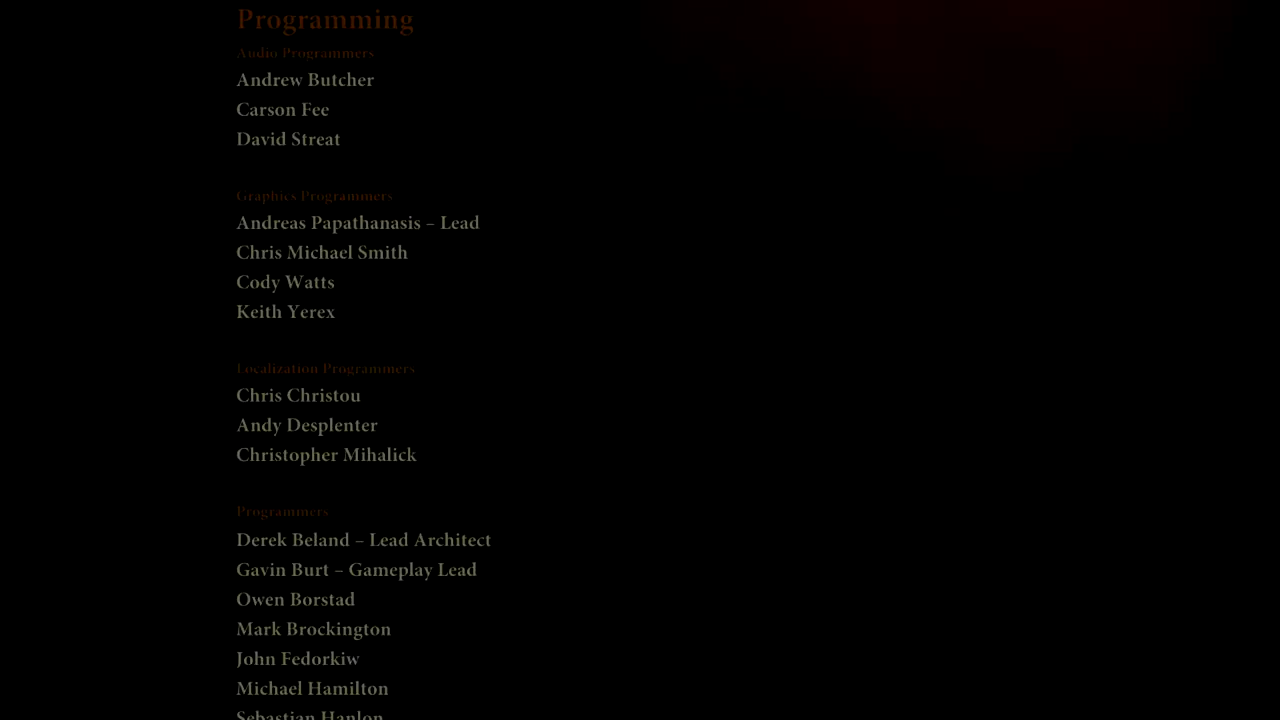 Programming
Audio Programmers
Andrew Butcher
Carson Fee
David Streat
Graphics Programmers
Andreas Papathanasis – Lead
Chris Michael Smith
Cody Watts
Keith Yerex
Localization Programmers
Chris Christou
Andy Desplenter
Christopher Mihalick
Programmers
Derek Beland – Lead Architect
Gavin Burt – Gameplay Lead
Owen Borstad
Mark Brockington
John Fedorkiw
Michael Hamilton
Sebastian Hanlon